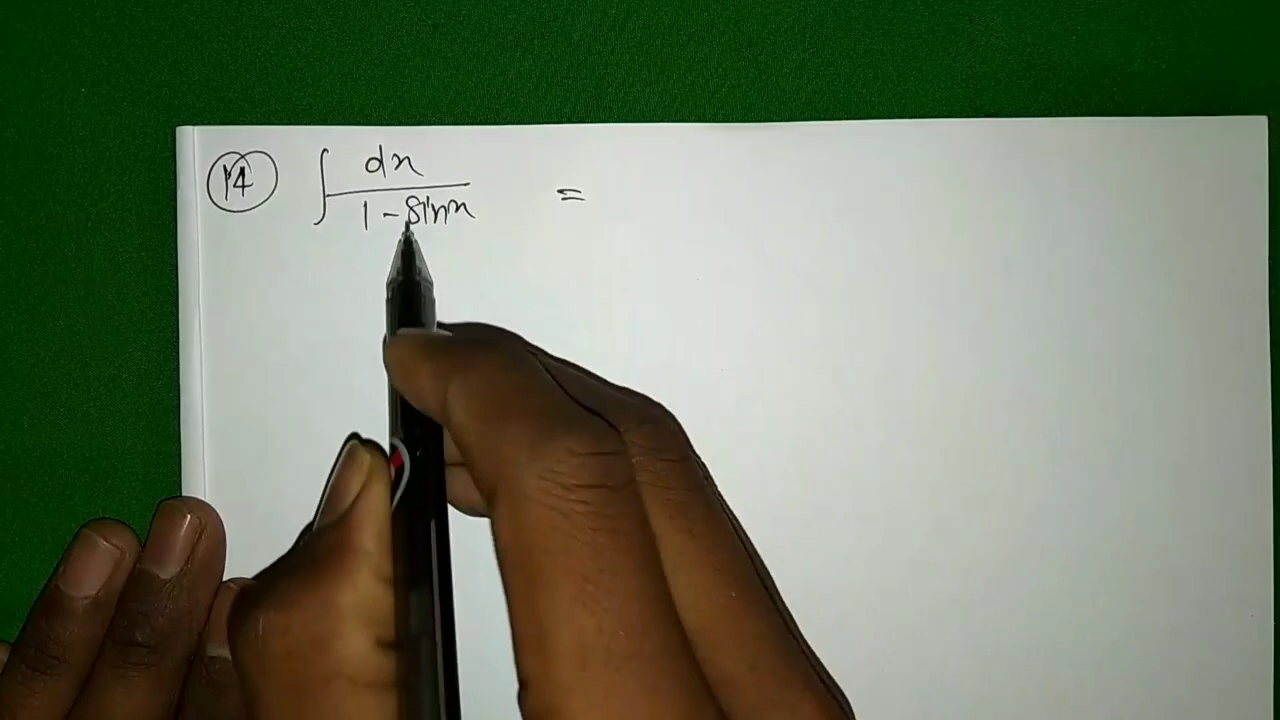 14 ∫ dx / (1 - sinx) =